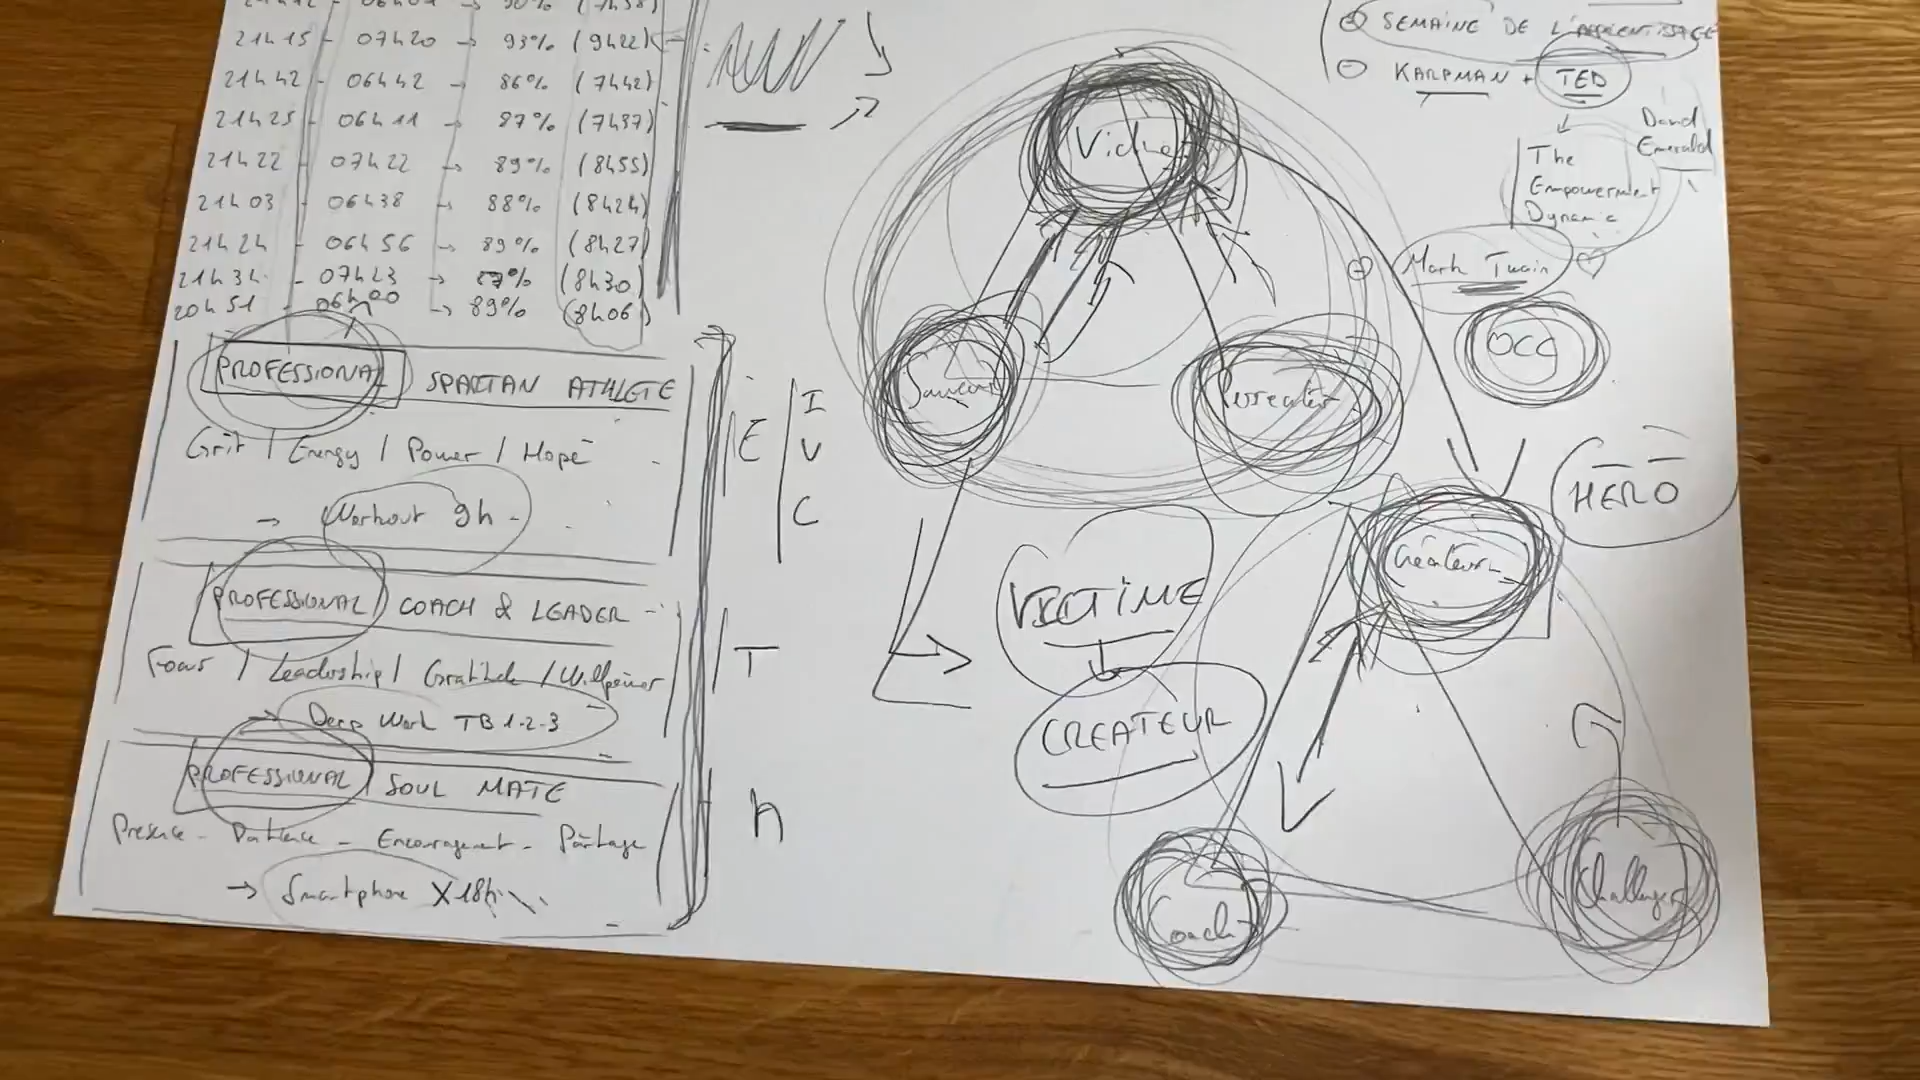 21h15 - 07h20 → 93% (9h22)
21h42 - 06h42 → 86% (7h42)
21h25 - 06h11 → 87% (7h37)
21h22 - 07h22 → 89% (8h55)
21h03 - 06h38 → 88% (8h24)
21h24 - 06h56 → 89% (8h27)
21h34 - 07h23 → 87% (8h30)
20h51 - 06h00 → 89% (8h06)
PROFESSIONAL SPARTAN ATHLETE
Grit / Energy / Power / Hope
→ Workout 9h
PROFESSIONAL COACH & LEADER
Focus / Leadership / Gratitude / Willpower
→ Deep Work TB 1-2-3
PROFESSIONAL SOUL MATE
Presence - Patience - Encouragement - Partage
→ Smartphone X 18h
E
I
V
C
T
h
SEMAINE DE L'APPRENTISSAGE
KARPMAN + TED
David
Emerald
The
Empowerment
Dynamic
Mark Twain
OCC
HERO
Victime
Sauveur
Persécuteur
VICTIME
CREATEUR
Créateur
Coach
Challenger